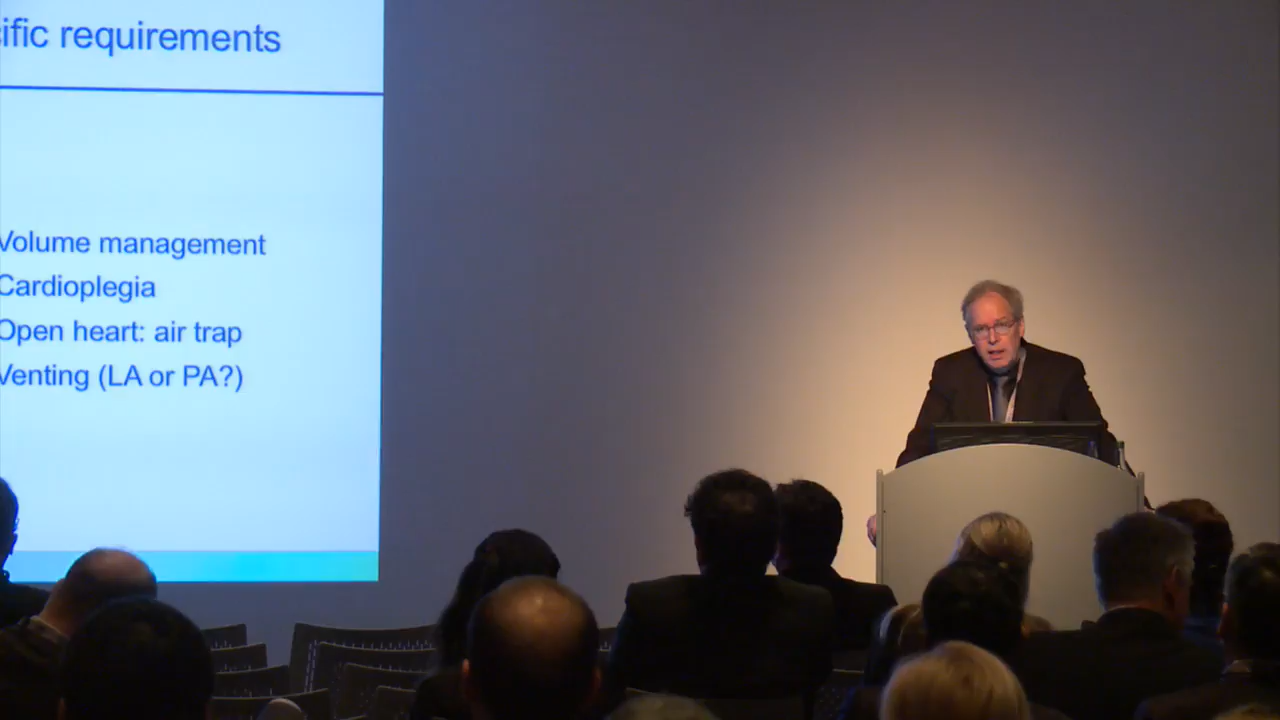 ific requirements
Volume management
Cardioplegia
Open heart: air trap
Venting (LA or PA?)